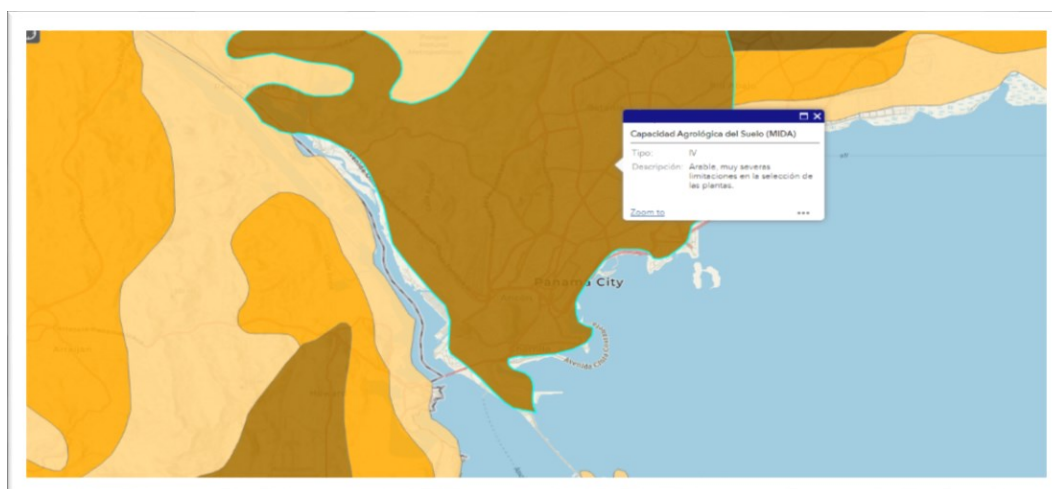 Capacidad Agrológica del Suelo (MIDA)
Tipo: IV
Descripción: Arable, muy severas
limitaciones en la selección de
las plantas.
Zoom to
Panama City
Avenida Cinta Costera